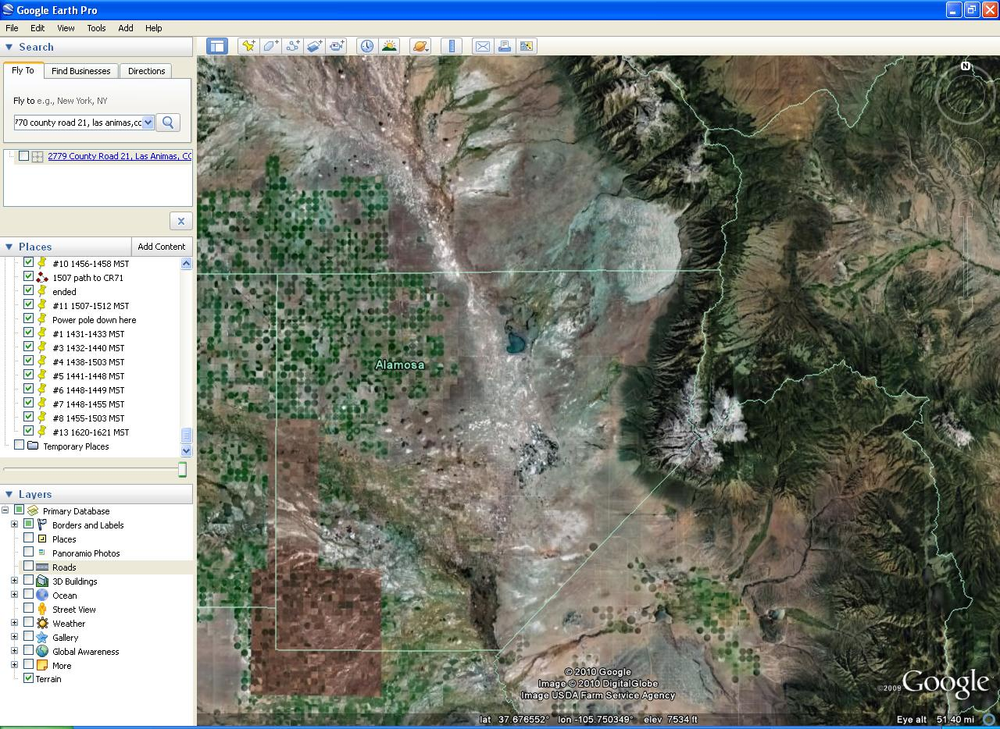 Google Earth Pro
File Edit View Tools Add Help
Search
Fly To Find Businesses Directions
Fly to e.g., New York, NY
770 county road 21, las animas,cc
2779 County Road 21, Las Animas, CO
Places
Add Content
#10 1456-1458 MST
1507 path to CR71
ended
#11 1507-1512 MST
Power pole down here
#1 1431-1433 MST
#3 1432-1440 MST
#4 1438-1503 MST
#5 1441-1448 MST
#6 1448-1449 MST
#7 1448-1455 MST
#8 1455-1503 MST
#13 1620-1621 MST
Temporary Places
Layers
Primary Database
Borders and Labels
Places
Panoramio Photos
Roads
3D Buildings
Ocean
Street View
Weather
Gallery
Global Awareness
More
Terrain
N
Alamosa
© 2010 Google
Image © 2010 DigitalGlobe
Image USDA Farm Service Agency
©2009 Google
lat 37.676552° lon -105.750349° elev 7534 ft
Eye alt 51.40 mi